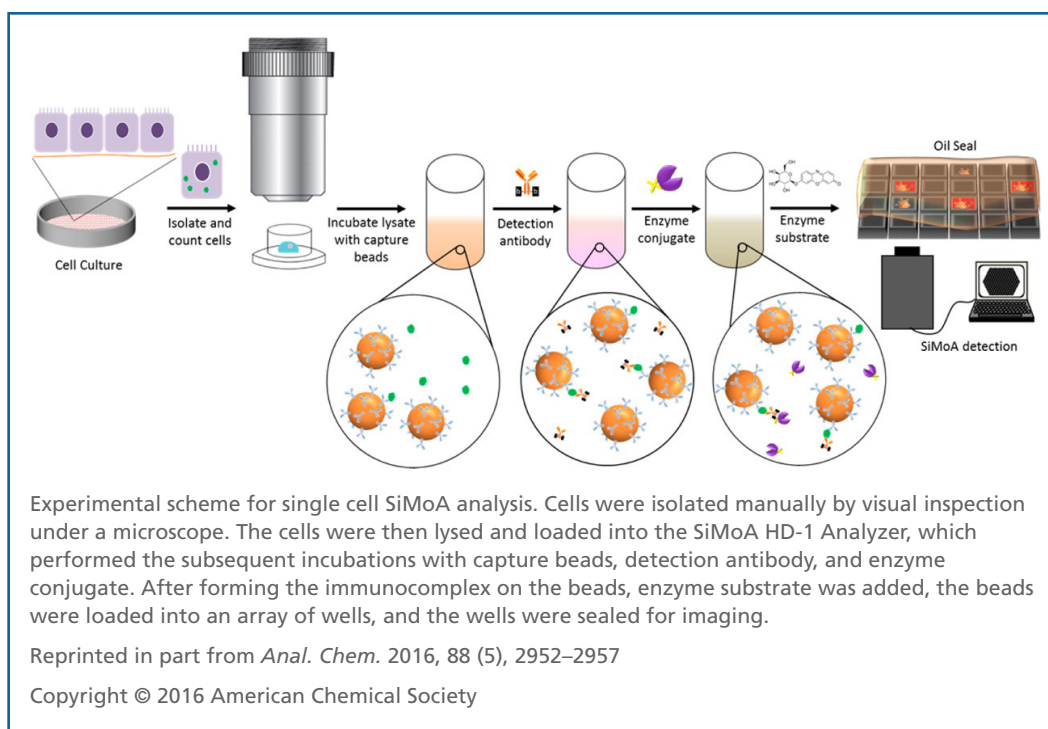 Oil Seal
Isolate and
count cells
Incubate lysate
with capture
beads
Detection
antibody
Enzyme
conjugate
Enzyme
substrate
Cell Culture
SiMoA detection
Experimental scheme for single cell SiMoA analysis. Cells were isolated manually by visual inspection
under a microscope. The cells were then lysed and loaded into the SiMoA HD-1 Analyzer, which
performed the subsequent incubations with capture beads, detection antibody, and enzyme
conjugate. After forming the immunocomplex on the beads, enzyme substrate was added, the beads
were loaded into an array of wells, and the wells were sealed for imaging.
Reprinted in part from Anal. Chem. 2016, 88 (5), 2952–2957
Copyright © 2016 American Chemical Society